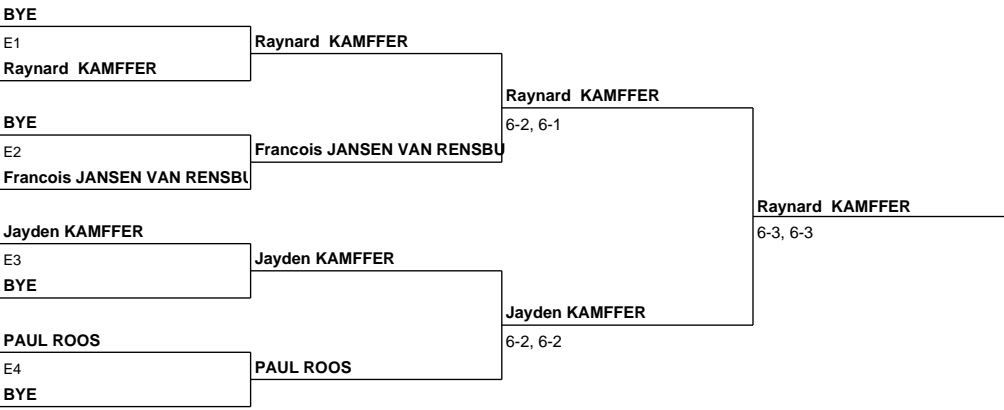 BYE
E1
Raynard KAMFFER
BYE
E2
Francois JANSEN VAN RENSBU
Jayden KAMFFER
E3
BYE
PAUL ROOS
E4
BYE
Raynard KAMFFER
Francois JANSEN VAN RENSBU
Jayden KAMFFER
PAUL ROOS
Raynard KAMFFER
6-2, 6-1
Jayden KAMFFER
6-2, 6-2
Raynard KAMFFER
6-3, 6-3